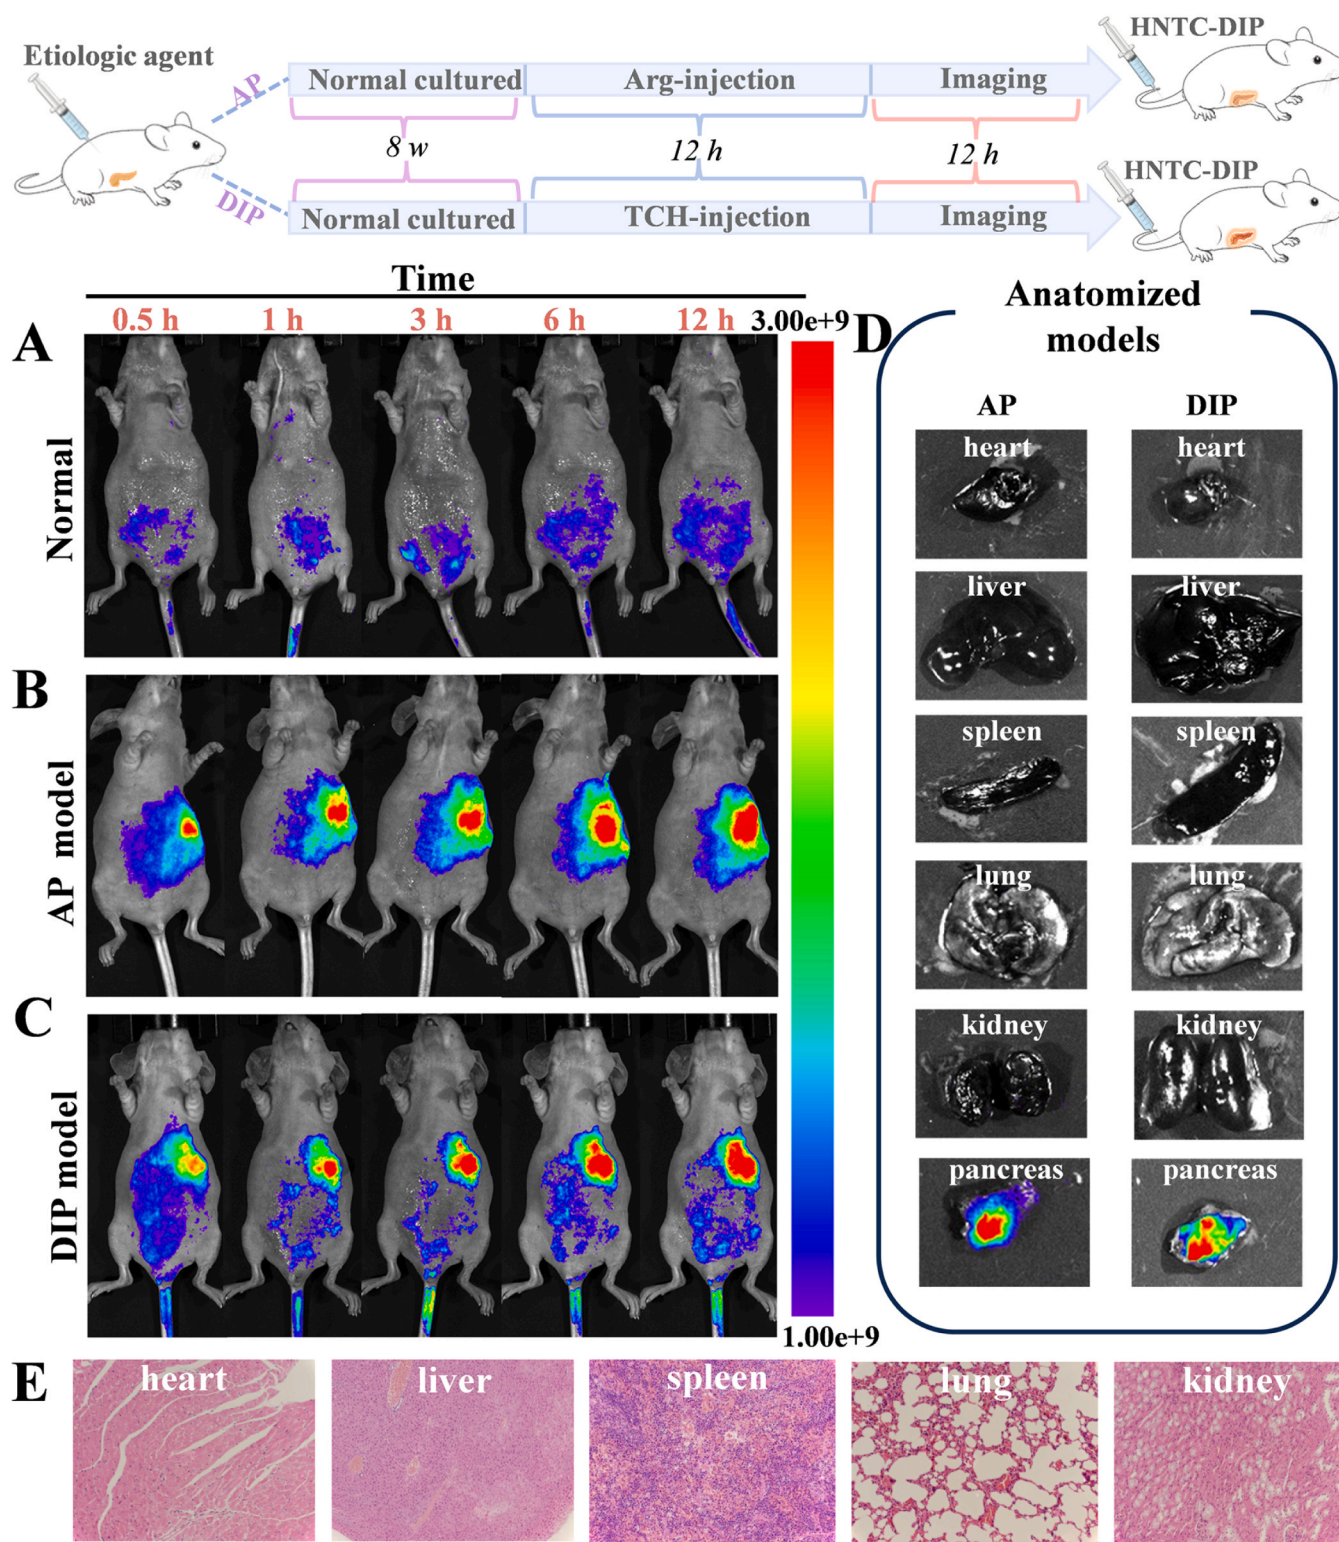 Etiologic agent
AP
Normal cultured
Arg-injection
Imaging
HNTC-DIP
8 w
12 h
12 h
DIP
Normal cultured
TCH-injection
Imaging
HNTC-DIP
Time
0.5 h 1 h 3 h 6 h 12 h
3.00e+9
A
Normal
B
AP model
C
DIP model
1.00e+9
D
Anatomized
models
AP DIP
heart heart
liver liver
spleen spleen
lung lung
kidney kidney
pancreas pancreas
E
heart liver spleen lung kidney